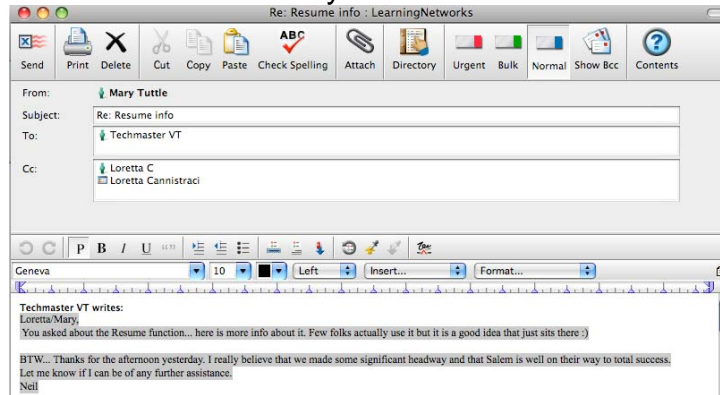 Re: Resume info : LearningNetworks
Send Print Delete Cut Copy Paste Check Spelling Attach Directory Urgent Bulk Normal Show Bcc Contents
From: Mary Tuttle
Subject: Re: Resume info
To: Techmaster VT
Cc: Loretta C
Loretta Cannistraci
P B I U
Geneva 10 Left Insert... Format...
Techmaster VT writes:
Loretta/Mary,
You asked about the Resume function... here is more info about it. Few folks actually use it but it is a good idea that just sits there :)
BTW... Thanks for the afternoon yesterday. I really believe that we made some significant headway and that Salem is well on their way to total success.
Let me know if I can be of any further assistance.
Neil